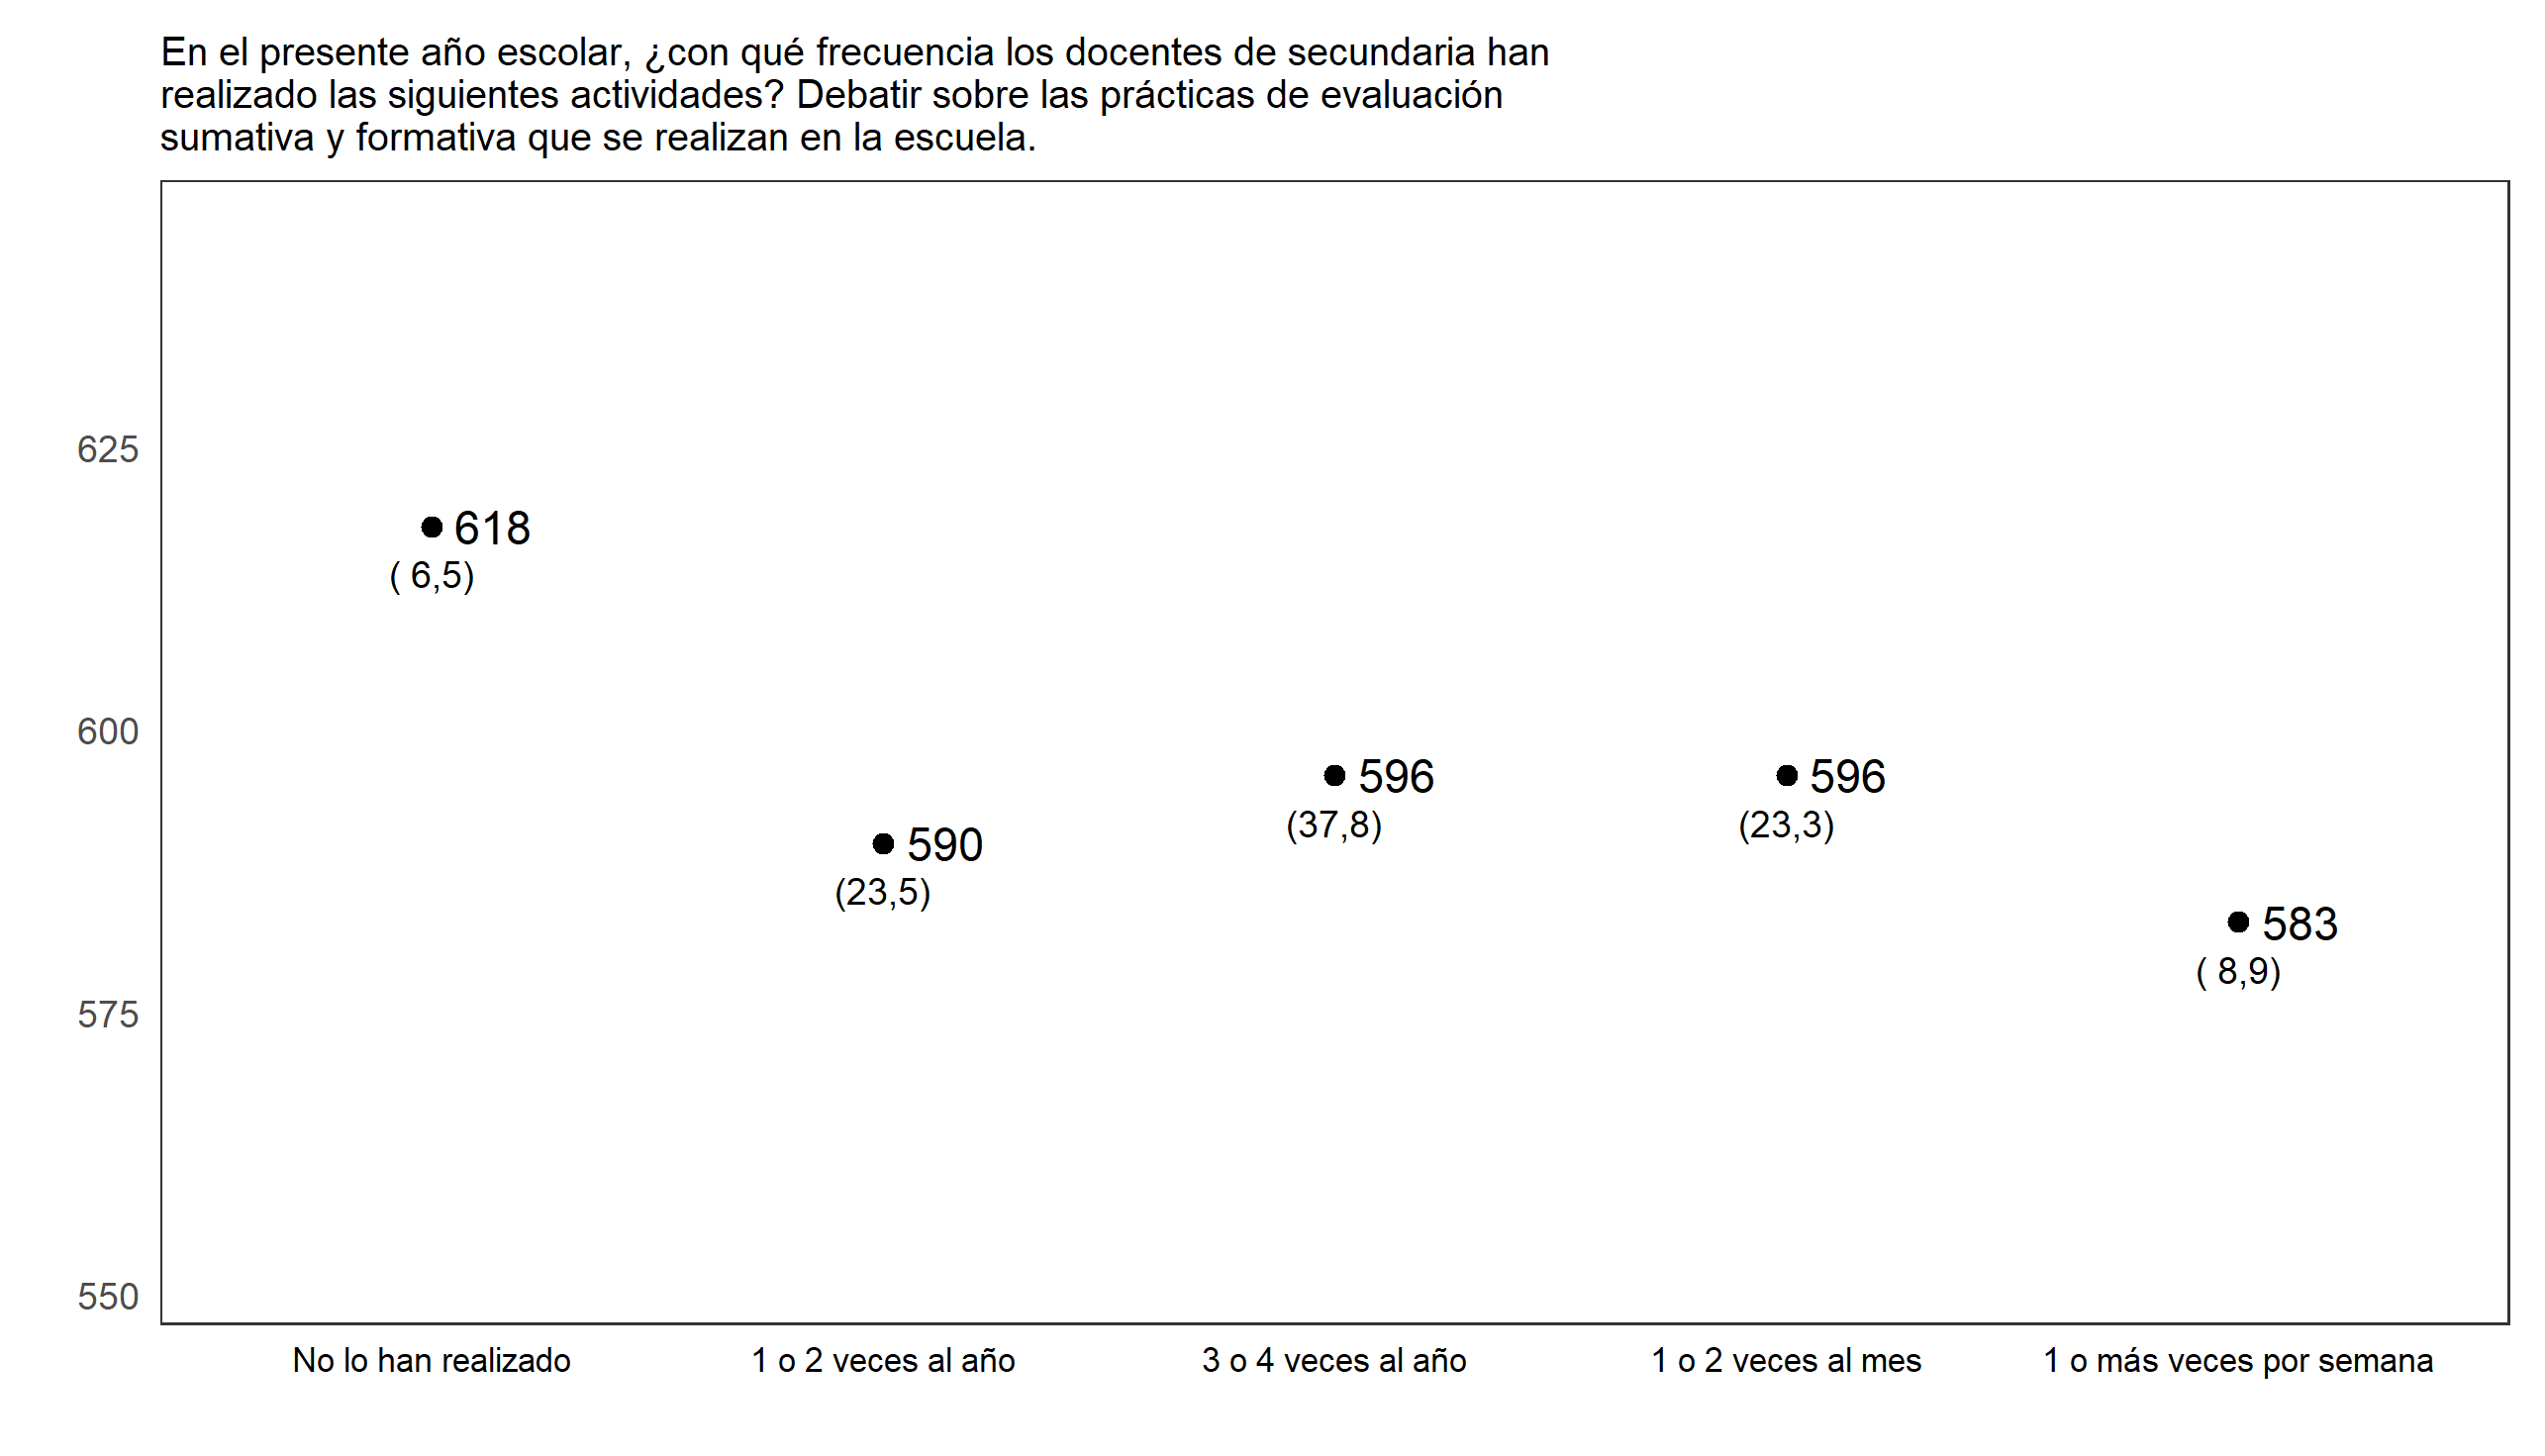 En el presente año escolar, ¿con qué frecuencia los docentes de secundaria han
realizado las siguientes actividades? Debatir sobre las prácticas de evaluación
sumativa y formativa que se realizan en la escuela.
625
618
( 6,5)
600
596
596
(37,8)
(23,3)
590
(23,5)
583
( 8,9)
575
550
No lo han realizado
1 o 2 veces al año
3 o 4 veces al año
1 o 2 veces al mes
1 o más veces por semana